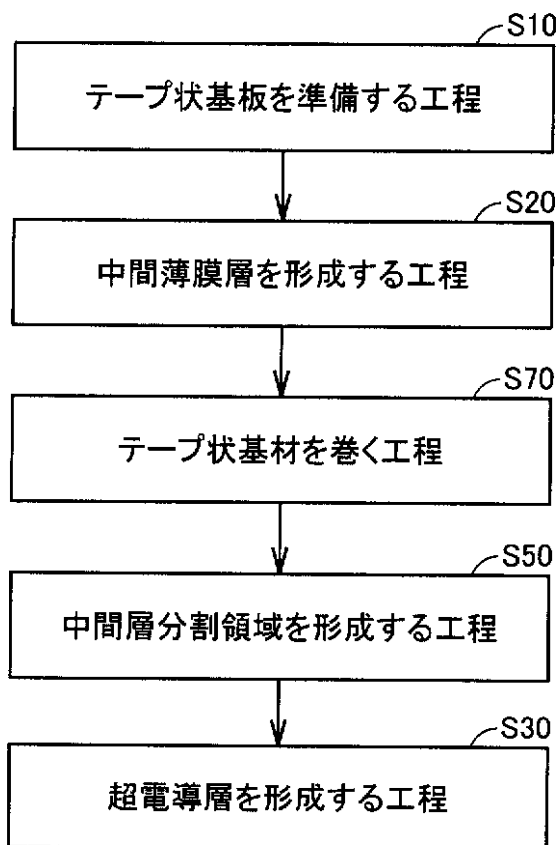 S10
テープ状基板を準備する工程
S20
中間薄膜層を形成する工程
S70
テープ状基材を巻く工程
S50
中間層分割領域を形成する工程
S30
超電導層を形成する工程